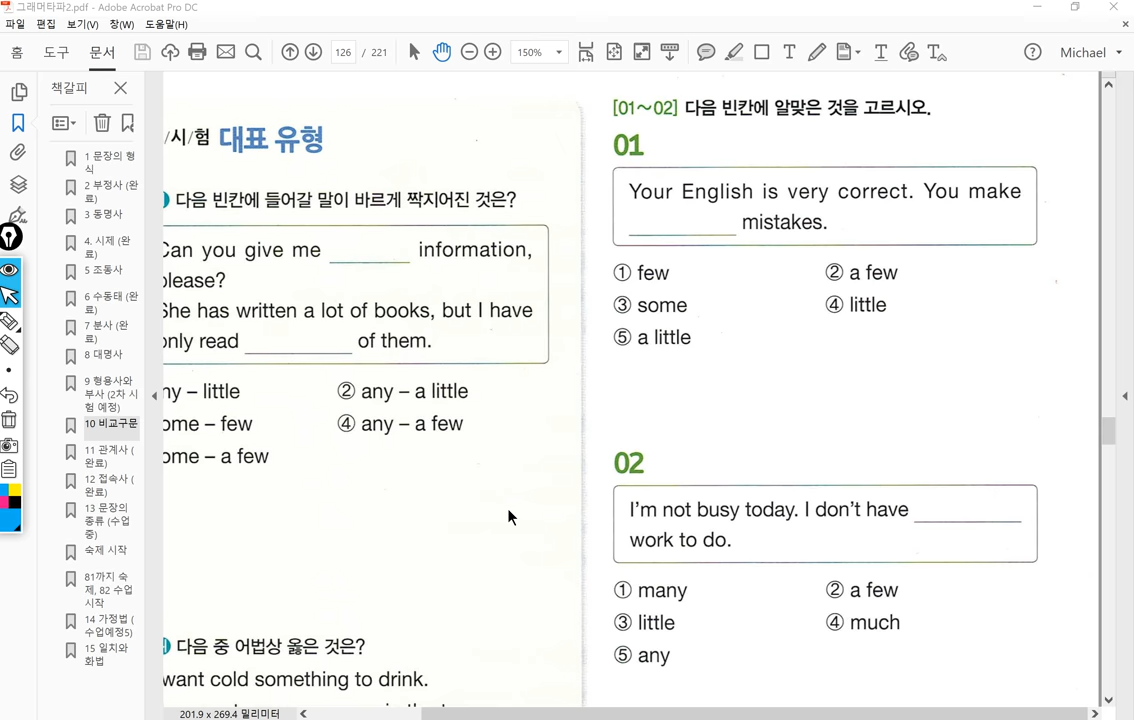 그래머타파2.pdf - Adobe Acrobat Pro DC
파일 편집 보기(V) 창(W) 도움말(H)
홈 도구 문서 126 / 221 150% Michael
책갈피
1 문장의 형식
2 부정사 (완료)
3 동명사
4. 시제 (완료)
5 조동사
6 수동태 (완료)
7 분사 (완료)
8 대명사
9 형용사와 부사 (2차 시험 예정)
10 비교구문
11 관계사 (완료)
12 접속사 (완료)
13 문장의 종류 (수업 중)
숙제 시작
81까지 숙제, 82 수업 시작
14 가정법 (수업예정5)
15 일치와 화법
/시/험 대표 유형
다음 빈칸에 들어갈 말이 바르게 짝지어진 것은?
Can you give me ________ information,
please?
She has written a lot of books, but I have
only read ___________ of them.
ny – little ② any – a little
ome – few ④ any – a few
ome – a few
다음 중 어법상 옳은 것은?
want cold something to drink.
[01~02] 다음 빈칸에 알맞은 것을 고르시오.
01
Your English is very correct. You make
___________ mistakes.
① few ② a few
③ some ④ little
⑤ a little
02
I'm not busy today. I don't have ___________
work to do.
① many ② a few
③ little ④ much
⑤ any
201.9 x 269.4 밀리미터